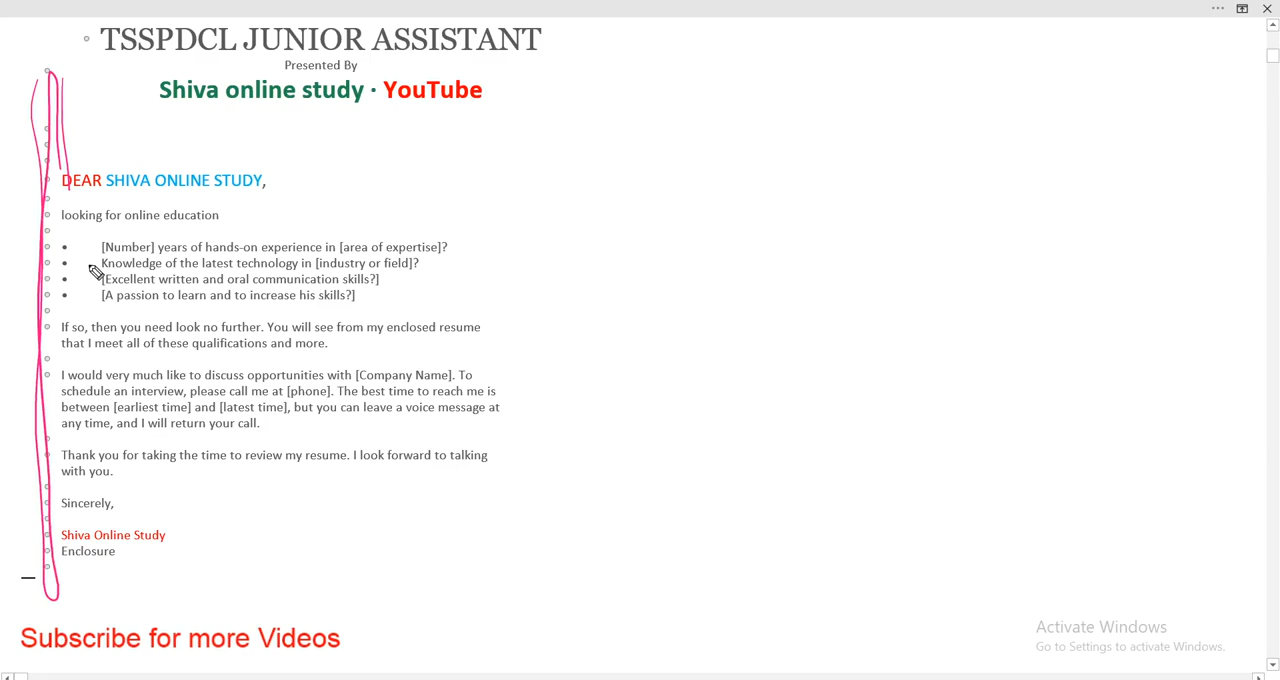 TSSPDCL JUNIOR ASSISTANT
Presented By
Shiva online study · YouTube
DEAR SHIVA ONLINE STUDY,
looking for online education
• [Number] years of hands-on experience in [area of expertise]?
• Knowledge of the latest technology in [industry or field]?
• [Excellent written and oral communication skills?]
• [A passion to learn and to increase his skills?]
If so, then you need look no further. You will see from my enclosed resume
that I meet all of these qualifications and more.
I would very much like to discuss opportunities with [Company Name]. To
schedule an interview, please call me at [phone]. The best time to reach me is
between [earliest time] and [latest time], but you can leave a voice message at
any time, and I will return your call.
Thank you for taking the time to review my resume. I look forward to talking
with you.
Sincerely,
Shiva Online Study
Enclosure
Subscribe for more Videos
Activate Windows
Go to Settings to activate Windows.